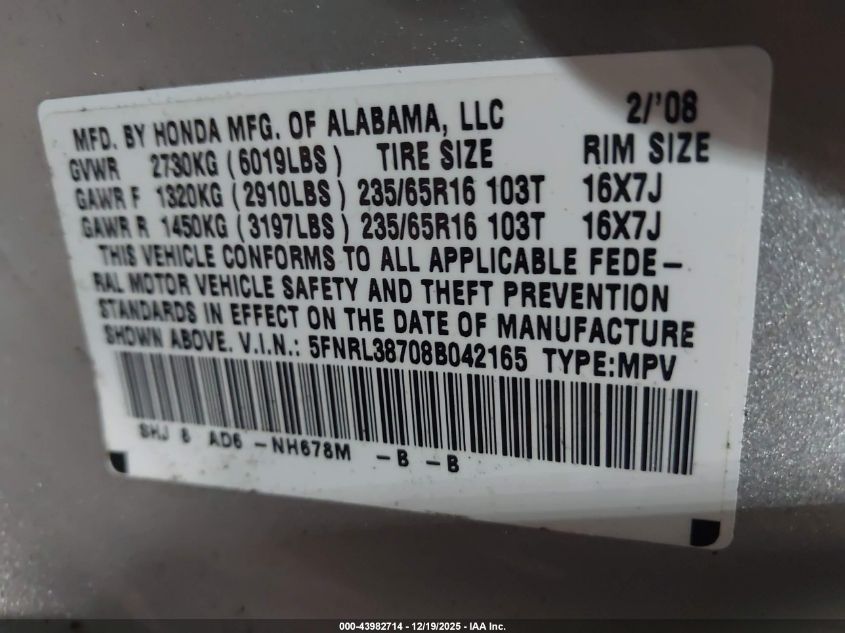 MFD. BY HONDA MFG. OF ALABAMA, LLC 2/'08
GVWR 2730KG (6019LBS) TIRE SIZE RIM SIZE
GAWR F 1320KG (2910LBS) 235/65R16 103T 16X7J
GAWR R 1450KG (3197LBS) 235/65R16 103T 16X7J
THIS VEHICLE CONFORMS TO ALL APPLICABLE FEDE-
RAL MOTOR VEHICLE SAFETY AND THEFT PREVENTION
STANDARDS IN EFFECT ON THE DATE OF MANUFACTURE
SHOWN ABOVE. V.I.N.: 5FNRL38708B042165 TYPE:MPV
SHJ 8 AD6 -NH678M -B -B
000-43982714 - 12/19/2025 - IAA Inc.